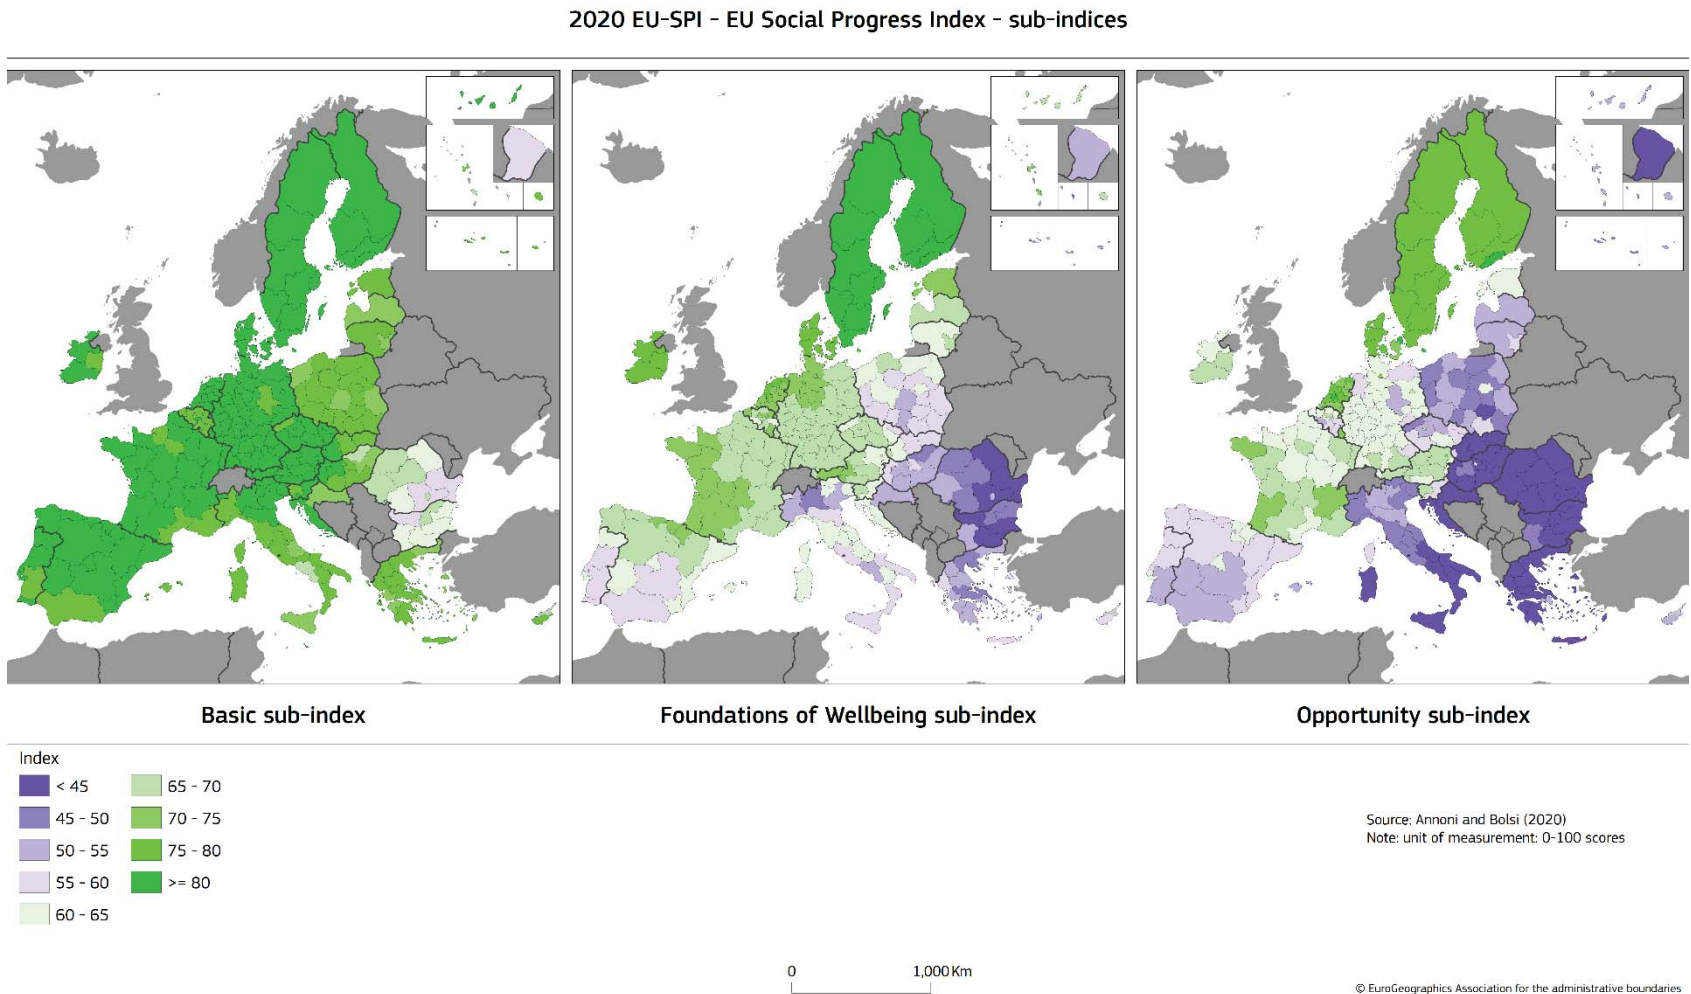 2020 EU-SPI - EU Social Progress Index - sub-indices
Basic sub-index
Foundations of Wellbeing sub-index
Opportunity sub-index
Index
< 45
45 - 50
50 - 55
55 - 60
60 - 65
65 - 70
70 - 75
75 - 80
>= 80
Source: Annoni and Bolsi (2020)
Note: unit of measurement: 0-100 scores
0
1,000 Km
© EuroGeographics Association for the administrative boundaries